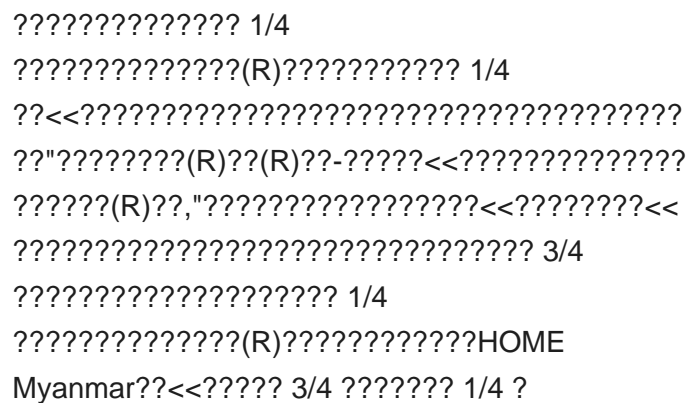 ?????????????? 1/4
??????????????(R)??????????? 1/4
??<<?????????????????????????????????????
??"????????(R)??(R)??-?????<<??????????????
??????(R)??,"?????????????????<<????????<<
???????????????????????????????? 3/4
???????????????????? 1/4
??????????????(R)????????????HOME
Myanmar??<<????? 3/4 ??????? 1/4 ?